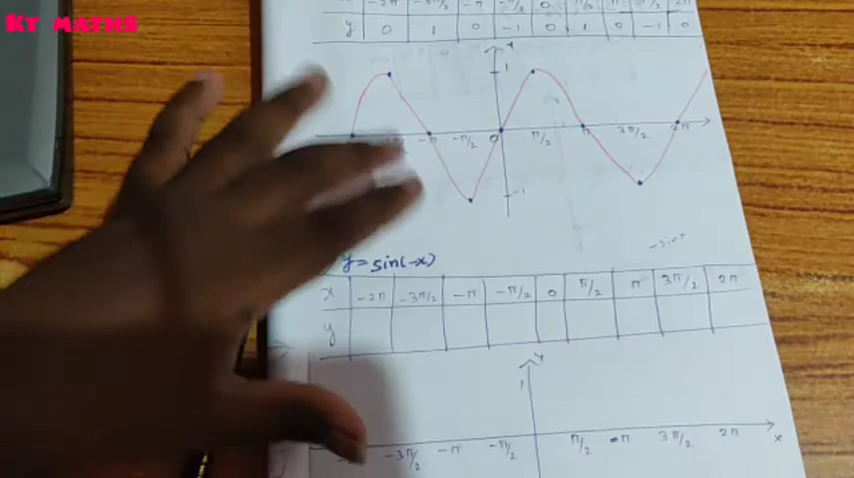 KT MATHS
y 0 1 0 -1 0 1 0 -1 0
y
1
-π -π/2 0 π/2 π 3π/2 2π
-1
-sinx
y = sin(-x)
x -2π -3π/2 -π -π/2 0 π/2 π 3π/2 2π
y
y
1
-3π/2 -π -π/2 π/2 π 3π/2 2π
x